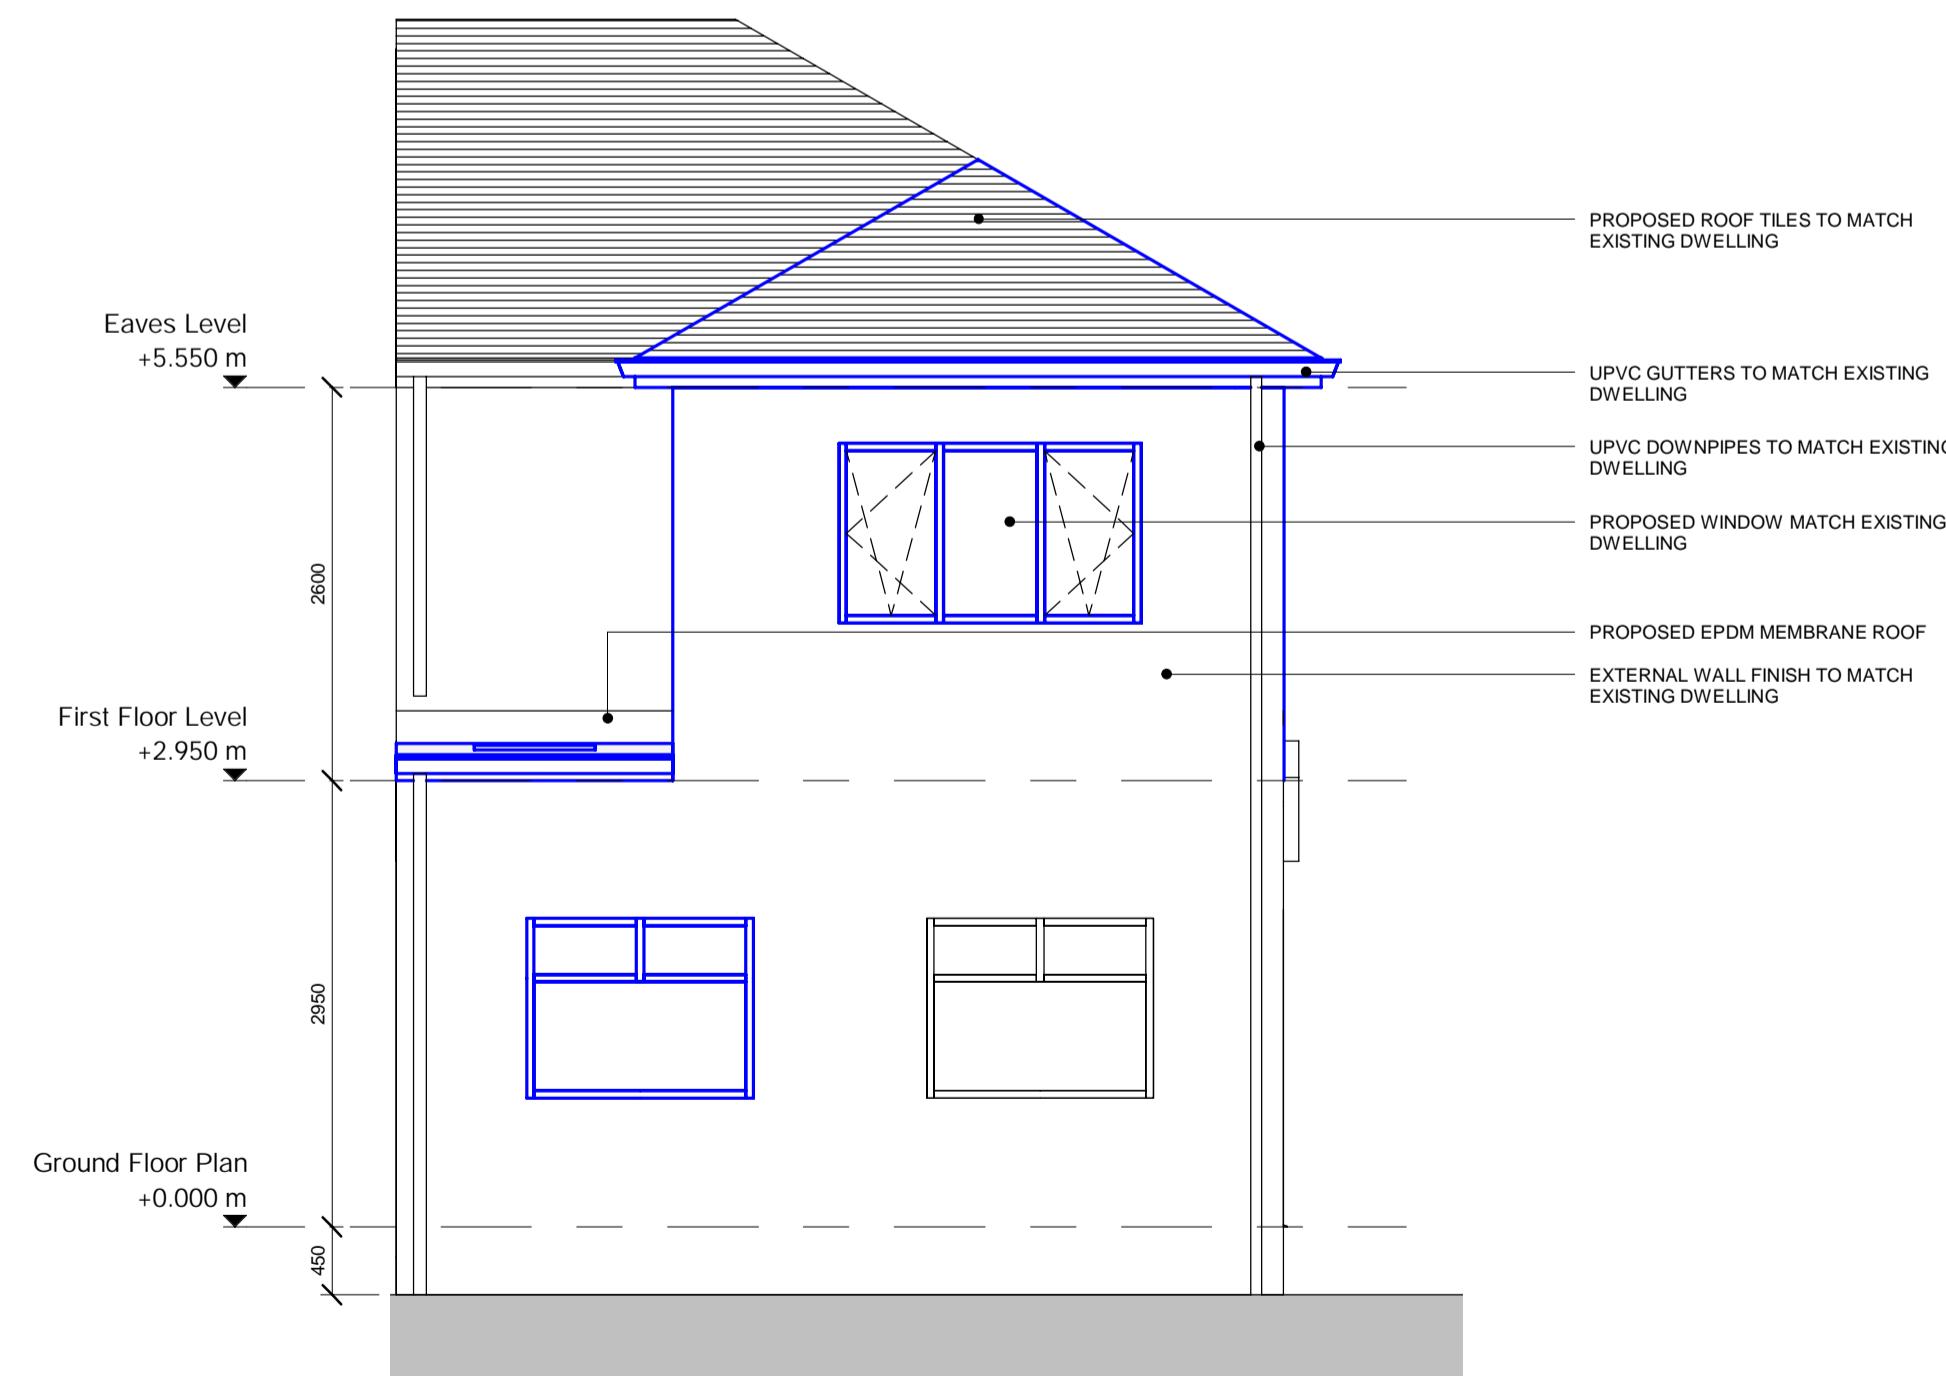 PROPOSED ROOF TILES TO MATCH
EXISTING DWELLING
Eaves Level
+5.550 m
UPVC GUTTERS TO MATCH EXISTING
DWELLING
UPVC DOWNPIPES TO MATCH EXISTING
DWELLING
PROPOSED WINDOW MATCH EXISTING
DWELLING
2600
PROPOSED EPDM MEMBRANE ROOF
EXTERNAL WALL FINISH TO MATCH
EXISTING DWELLING
First Floor Level
+2.950 m
2950
Ground Floor Plan
+0.000 m
450